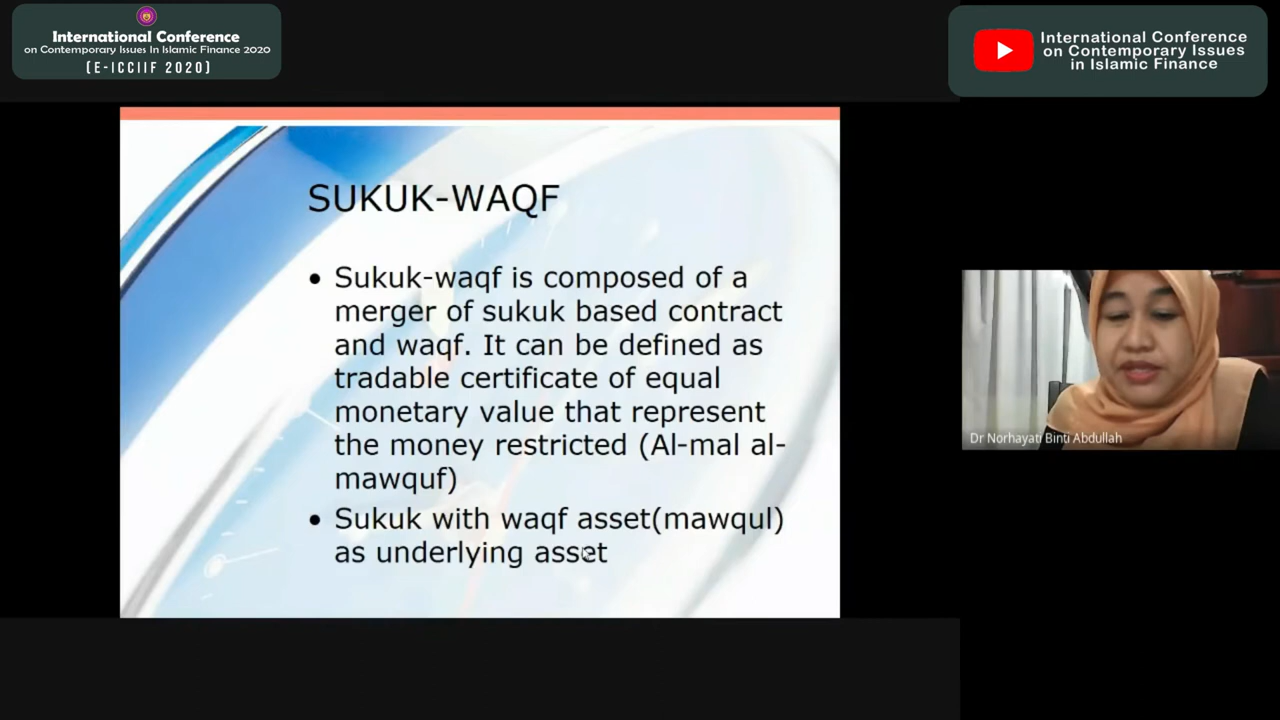 International Conference
on Contemporary Issues In Islamic Finance 2020
[E-ICCIIF 2020]
International Conference
on Contemporary Issues
in Islamic Finance
SUKUK-WAQF
• Sukuk-waqf is composed of a
merger of sukuk based contract
and waqf. It can be defined as
tradable certificate of equal
monetary value that represent
the money restricted (Al-mal al-
mawquf)
• Sukuk with waqf asset(mawqul)
as underlying asset
Dr Norhayati Binti Abdullah